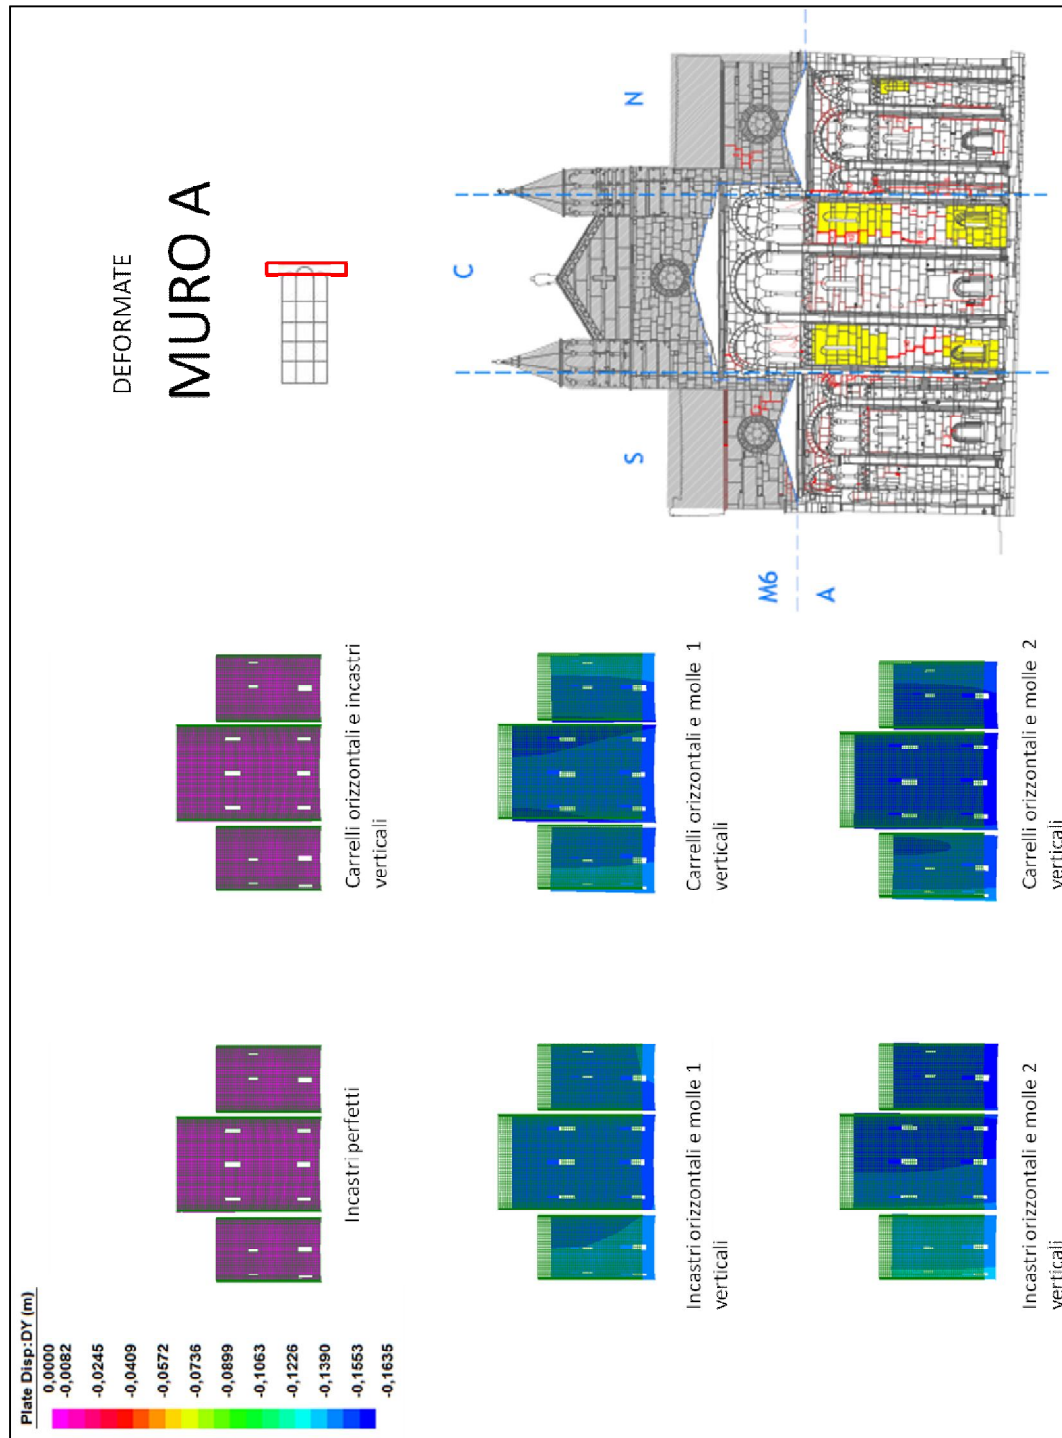 DEFORMATE
MURO A
Plate Disp:DY (m)
0,0000
-0,0082
-0,0245
-0,0409
-0,0572
-0,0736
-0,0899
-0,1063
-0,1226
-0,1390
-0,1553
-0,1635
Incastri perfetti
Carrelli orizzontali e incastri
verticali
Incastri orizzontali e molle 1
verticali
Carrelli orizzontali e molle 1
verticali
Incastri orizzontali e molle 2
verticali
Carrelli orizzontali e molle 2
verticali
S
C
N
M6
A